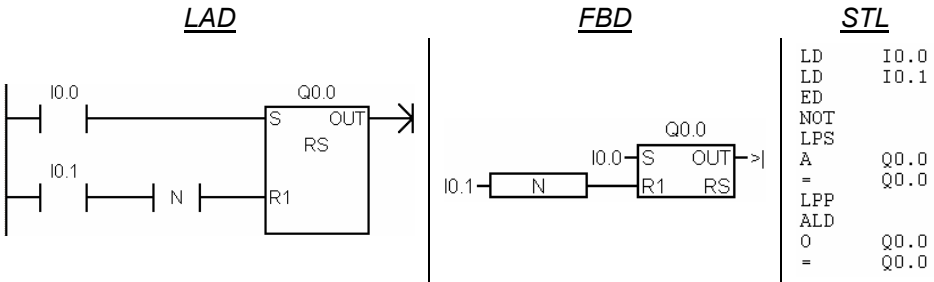 LAD
I0.0
Q0.0
S OUT
RS
I0.1
N
R1
FBD
Q0.0
I0.0 S OUT >|
I0.1 N R1 RS
STL
LD I0.0
LD I0.1
ED
NOT
LPS
A Q0.0
= Q0.0
LPP
ALD
O Q0.0
= Q0.0